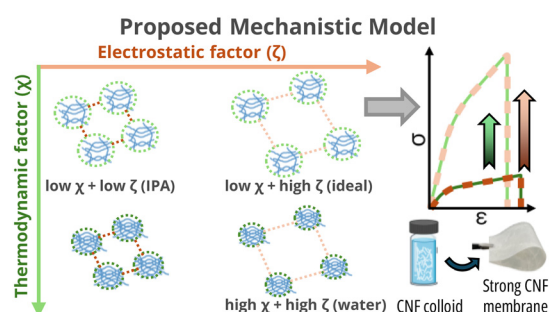 Proposed Mechanistic Model
Electrostatic factor (ζ)
Thermodynamic factor (χ)
low χ + low ζ (IPA)
low χ + high ζ (ideal)
high χ + high ζ (water)
σ
ε
CNF colloid
Strong CNF
membrane